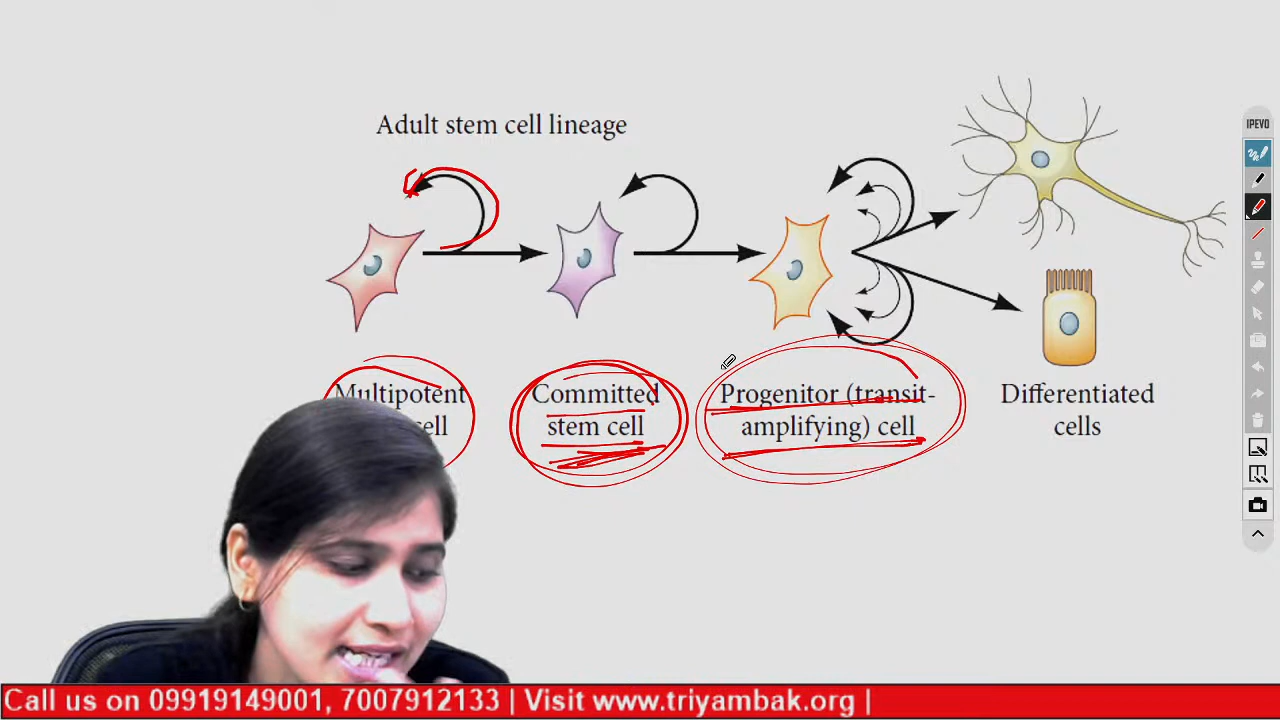 IPEVO
Adult stem cell lineage
Multipotent
cell
Committed
stem cell
Progenitor (transit-
amplifying) cell
Differentiated
cells
Call us on 09919149001, 7007912133 | Visit www.triyambak.org |